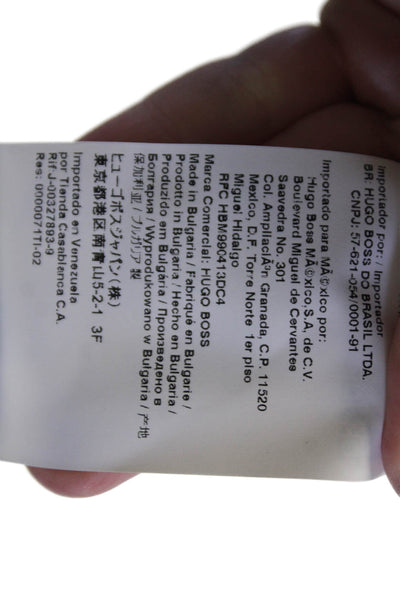 Importador por: / Importador
BR: HUGO BOSS DO BRASIL LTDA.
CNPJ: 57-621-054/0001-91
Importado para MÃ©xico por:
Hugo Boss MÃ©xico,S.A. de C.V.
Boulevard Miguel de Cervantes
Saavedra No. 301
Col. AmpliaciÃ³n Granada, C.P. 11520
Mexico, D.F. Torre Norte 1er piso
Miguel Hidalgo
RFC HBM990413DC4
Marca Comercial: HUGO BOSS
Made in Bulgaria / Fabriqué en Bulgarie /
Prodotto in Bulgaria / Hecho en Bulgaria /
Produzido em Bulgária / Произведено в
Болгария / Wyprodukowano w Bulgaria / 产地
保加利亚 / ブルガリア 製
ヒューゴボスジャパン (株)
東京都港区南青山5-2-1 3F
Importado en Venezuela
por Tienda Casablanca C.A.
Rif J-00327893-9
Res: 0000071TI-02